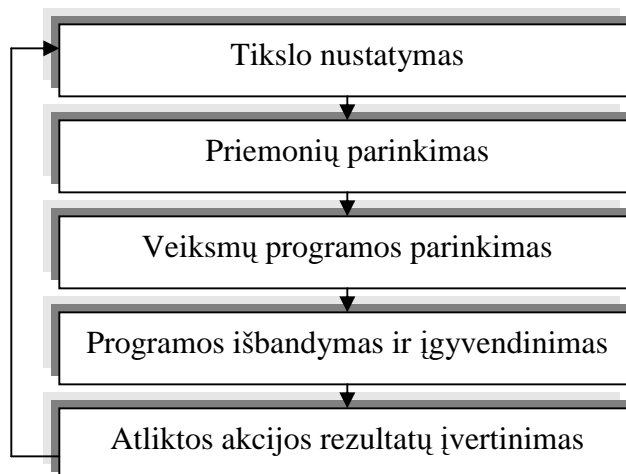 Tikslo nustatymas
Priemonių parinkimas
Veiksmų programos parinkimas
Programos išbandymas ir įgyvendinimas
Atliktos akcijos rezultatų įvertinimas